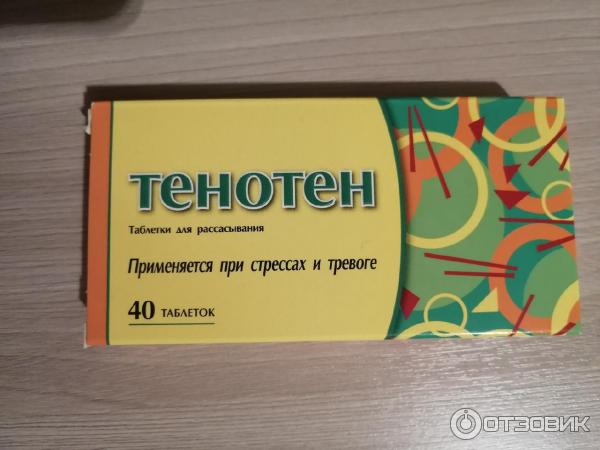 ТЕНОТЕН
Таблетки для рассасывания
Применяется при стрессах и тревоге
40 ТАБЛЕТОК
ОТЗОВИК